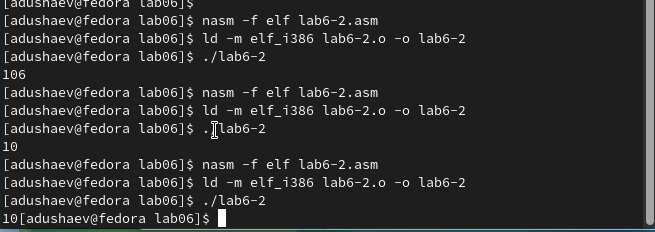 [adushaev@fedora lab06]$
[adushaev@fedora lab06]$ nasm -f elf lab6-2.asm
[adushaev@fedora lab06]$ ld -m elf_i386 lab6-2.o -o lab6-2
[adushaev@fedora lab06]$ ./lab6-2
106
[adushaev@fedora lab06]$ nasm -f elf lab6-2.asm
[adushaev@fedora lab06]$ ld -m elf_i386 lab6-2.o -o lab6-2
[adushaev@fedora lab06]$ ./lab6-2
10
[adushaev@fedora lab06]$ nasm -f elf lab6-2.asm
[adushaev@fedora lab06]$ ld -m elf_i386 lab6-2.o -o lab6-2
[adushaev@fedora lab06]$ ./lab6-2
10[adushaev@fedora lab06]$